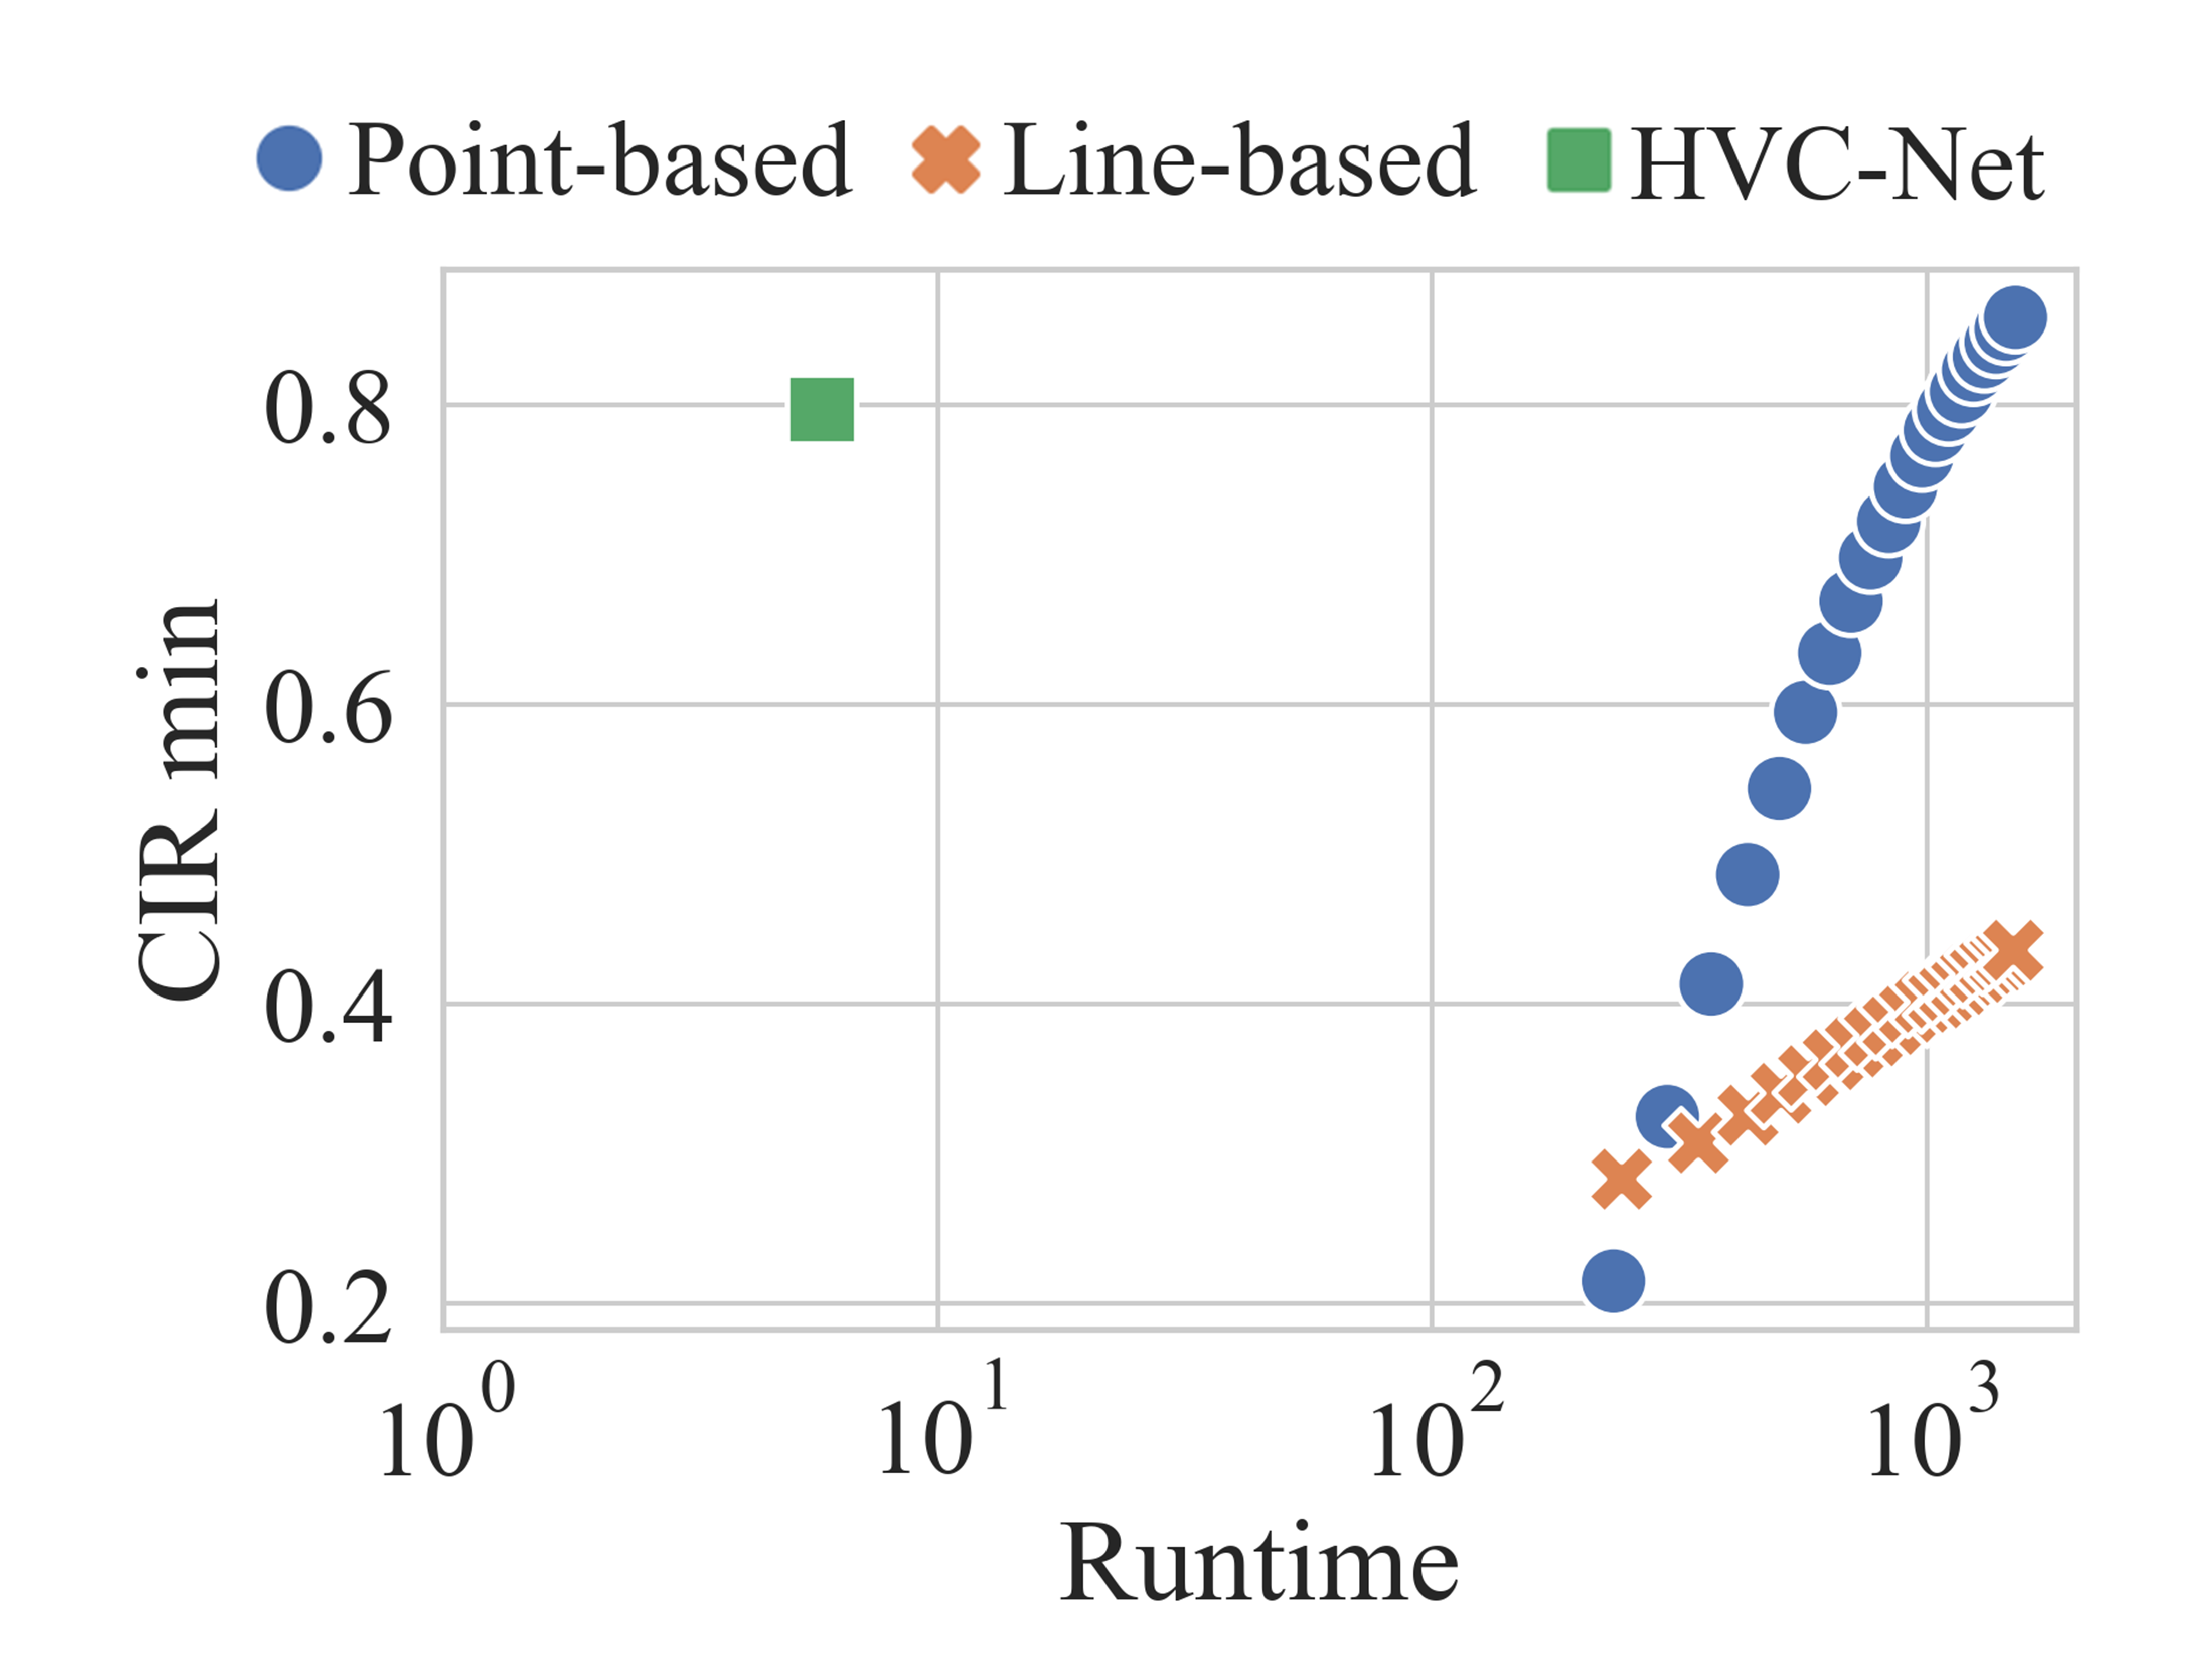 Point-based Line-based HVC-Net
0.8
0.6
0.4
0.2
CIR min
10^0 10^1 10^2 10^3
Runtime